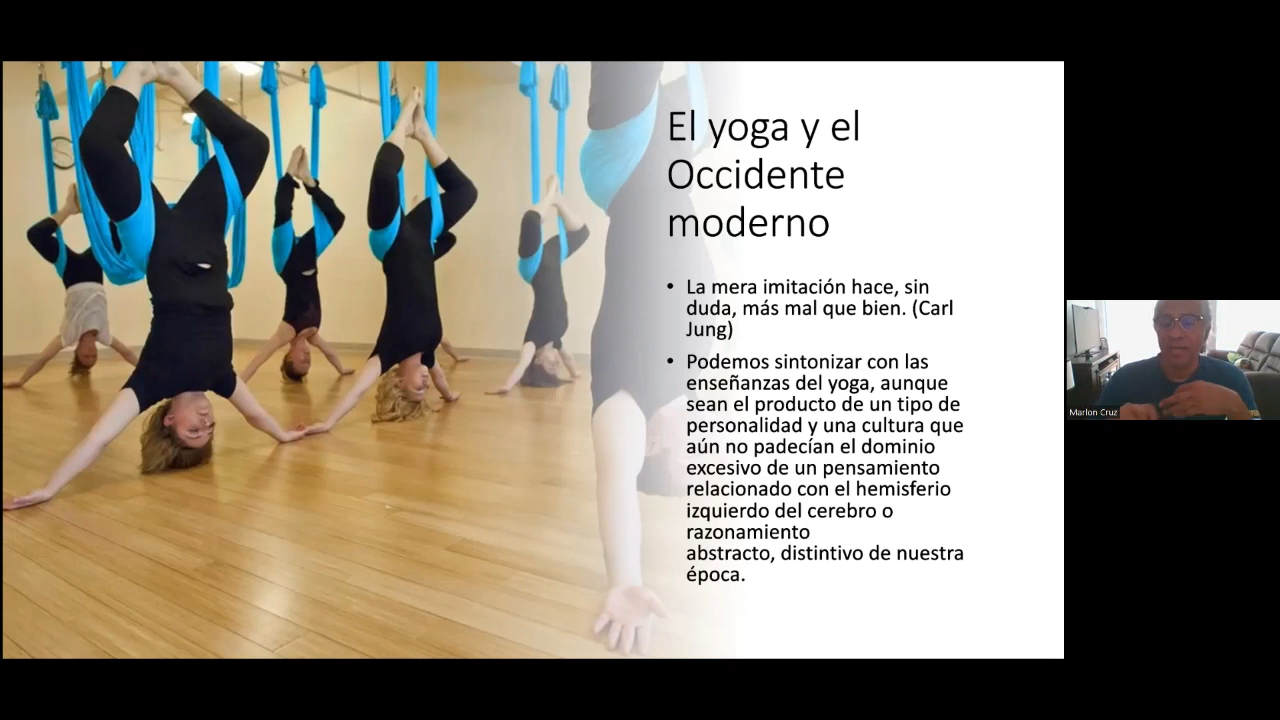 El yoga y el
Occidente
moderno
• La mera imitación hace, sin
duda, más mal que bien. (Carl
Jung)
• Podemos sintonizar con las
enseñanzas del yoga, aunque
sean el producto de un tipo de
personalidad y una cultura que
aún no padecían el dominio
excesivo de un pensamiento
relacionado con el hemisferio
izquierdo del cerebro o
razonamiento
abstracto, distintivo de nuestra
época.
Marlon Cruz